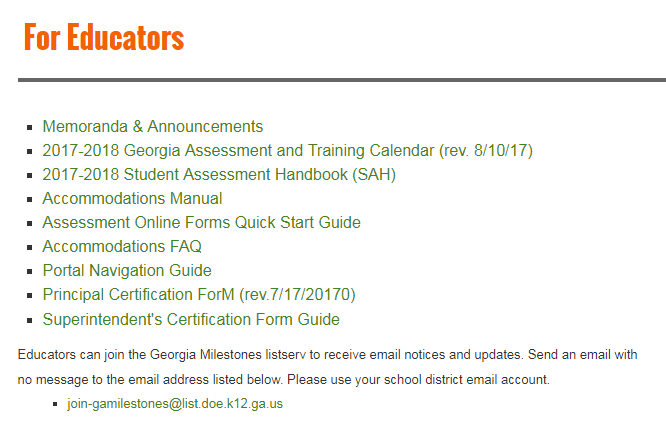 For Educators
Memoranda & Announcements
2017-2018 Georgia Assessment and Training Calendar (rev. 8/10/17)
2017-2018 Student Assessment Handbook (SAH)
Accommodations Manual
Assessment Online Forms Quick Start Guide
Accommodations FAQ
Portal Navigation Guide
Principal Certification ForM (rev.7/17/20170)
Superintendent's Certification Form Guide
Educators can join the Georgia Milestones listserv to receive email notices and updates. Send an email with
no message to the email address listed below. Please use your school district email account.
join-gamilestones@list.doe.k12.ga.us